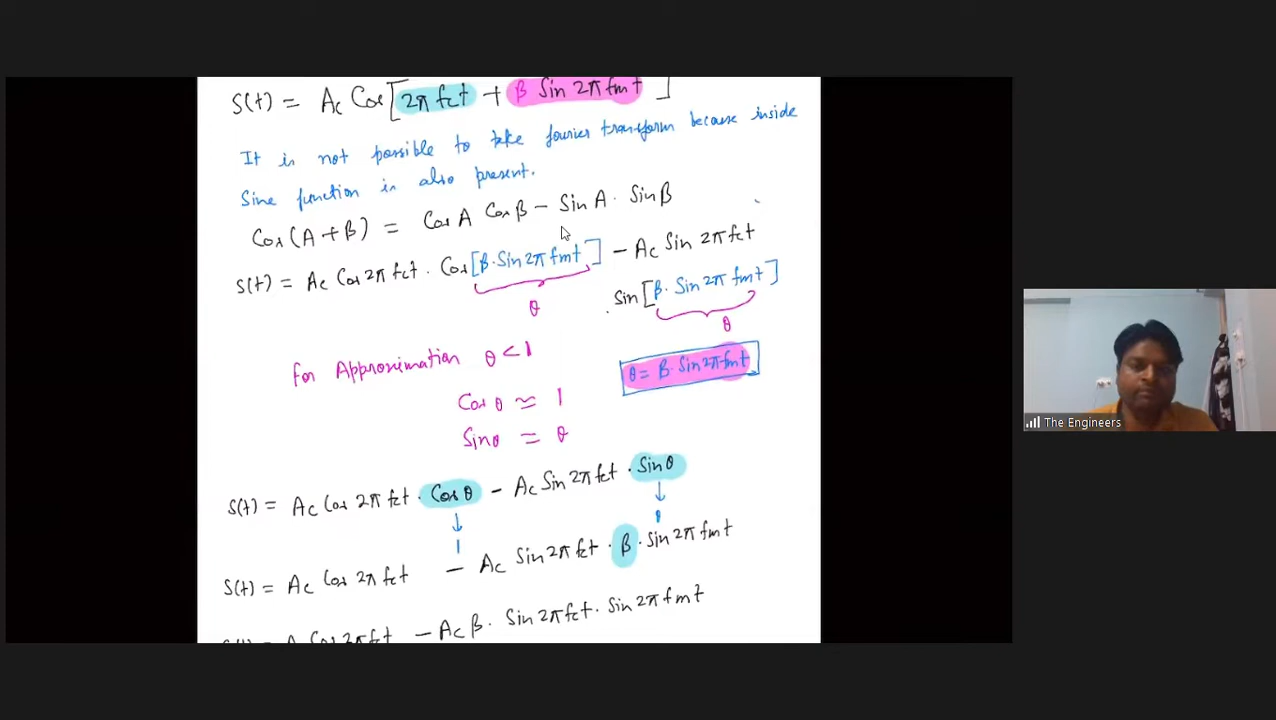 S(t) = Ac Cos[2π fct + β Sin 2π fmt]
It is not possible to take fourier transform because inside
Sine function is also present.
Cos(A+B) = Cos A Cos B − Sin A · Sin B
S(t) = Ac Cos 2π fct · Cos[β·Sin 2π fmt] − Ac Sin 2π fct
Sin[β· Sin 2π fmt]
θ
θ
for Approximation θ < 1
θ = β·Sin 2π fmt
Cos θ ≃ 1
Sin θ = θ
S(t) = Ac Cos 2π fct · Cos θ − Ac Sin 2π fct · Sin θ
↓ ↓
1 θ
S(t) = Ac Cos 2π fct − Ac Sin 2π fct · β · Sin 2π fmt
S(t) = Ac Cos 2π fct − Ac β · Sin 2π fct · Sin 2π fmt
The Engineers